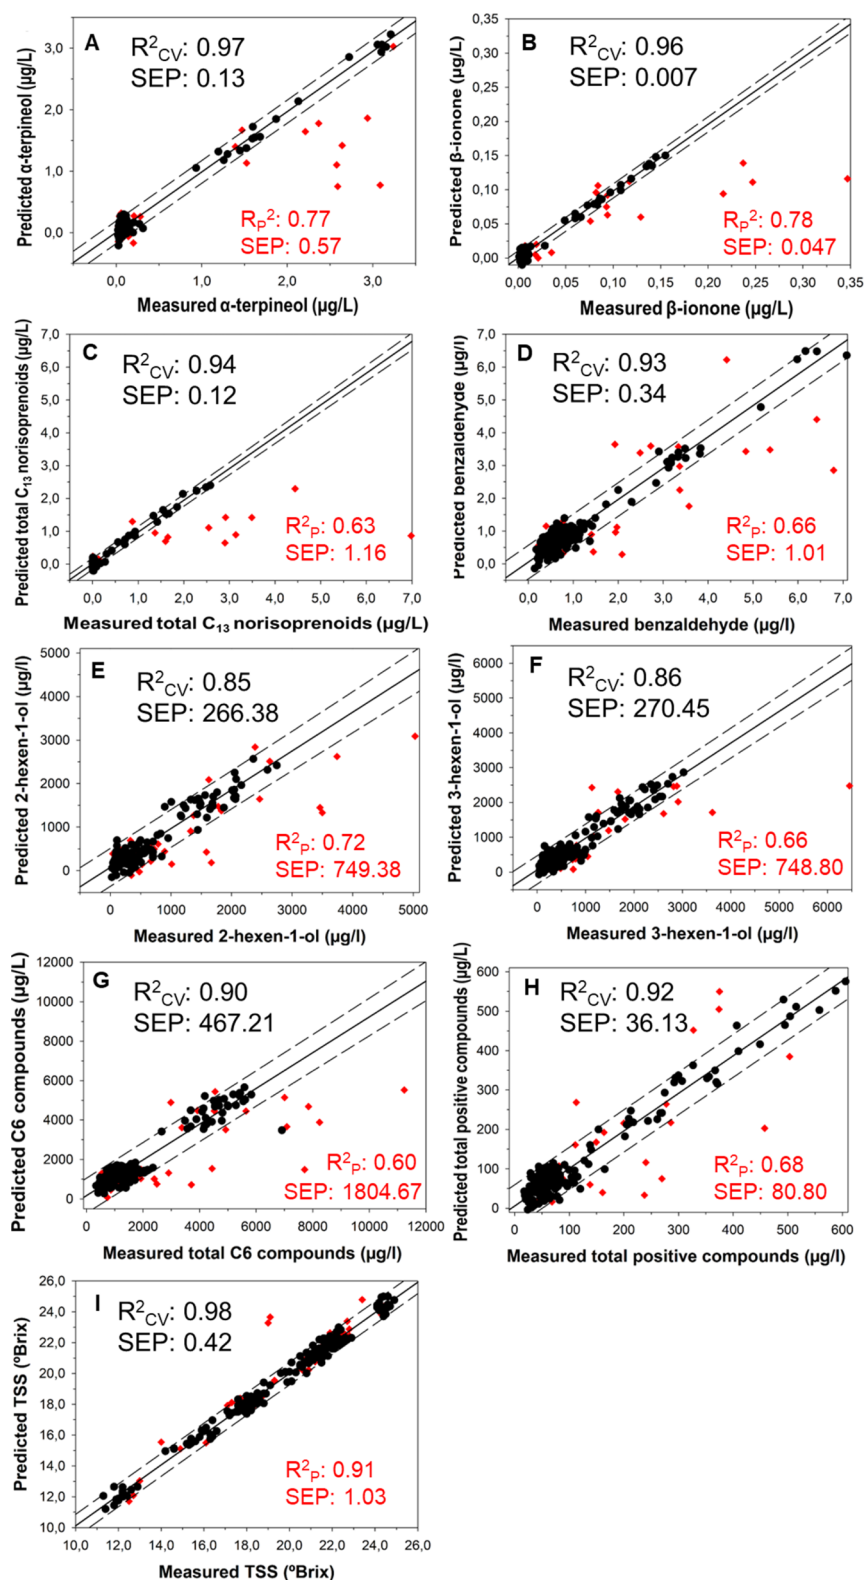 A
R²CV: 0.97
SEP: 0.13
Predicted α-terpineol (µg/L)
3,0
2,0
1,0
0,0
RP²: 0.77
SEP: 0.57
0,0 1,0 2,0 3,0
Measured α-terpineol (µg/L)
B
R²CV: 0.96
SEP: 0.007
Predicted β-ionone (µg/L)
0,35
0,30
0,15
0,10
0,05
0,00
RP²: 0.78
SEP: 0.047
0,00 0,05 0,10 0,15 0,20 0,25 0,30 0,35
Measured β-ionone (µg/L)
C
R²CV: 0.94
SEP: 0.12
Predicted total C13 norisoprenoids (µg/L)
7,0
6,0
5,0
4,0
3,0
2,0
1,0
0,0
R²P: 0.63
SEP: 1.16
0,0 1,0 2,0 3,0 4,0 5,0 6,0 7,0
Measured total C13 norisoprenoids (µg/L)
D
R²CV: 0.93
SEP: 0.34
Predicted benzaldehyde (µg/l)
7,0
6,0
5,0
4,0
3,0
2,0
1,0
0,0
R²P: 0.66
SEP: 1.01
0,0 1,0 2,0 3,0 4,0 5,0 6,0 7,0
Measured benzaldehyde (µg/l)
E
R²CV: 0.85
SEP: 266.38
Predicted 2-hexen-1-ol (µg/l)
5000
4000
3000
2000
1000
0
R²P: 0.72
SEP: 749.38
0 1000 2000 3000 4000 5000
Measured 2-hexen-1-ol (µg/l)
F
R²CV: 0.86
SEP: 270.45
Predicted 3-hexen-1-ol (µg/l)
6000
5000
4000
3000
2000
1000
0
R²P: 0.66
SEP: 748.80
0 1000 2000 3000 4000 5000 6000
Measured 3-hexen-1-ol (µg/l)
G
R²CV: 0.90
SEP: 467.21
Predicted C6 compounds (µg/L)
12000
10000
8000
6000
4000
2000
0
R²P: 0.60
SEP: 1804.67
0 2000 4000 6000 8000 10000 12000
Measured total C6 compounds (µg/l)
H
R²CV: 0.92
SEP: 36.13
Predicted total positive compounds (µg/L)
600
500
400
300
200
100
0
R²P: 0.68
SEP: 80.80
0 100 200 300 400 500 600
Measured total positive compounds (µg/l)
I
R²CV: 0.98
SEP: 0.42
Predicted TSS (ºBrix)
26,0
24,0
22,0
20,0
18,0
16,0
14,0
12,0
10,0
R²P: 0.91
SEP: 1.03
10,0 12,0 14,0 16,0 18,0 20,0 22,0 24,0 26,0
Measured TSS (ºBrix)